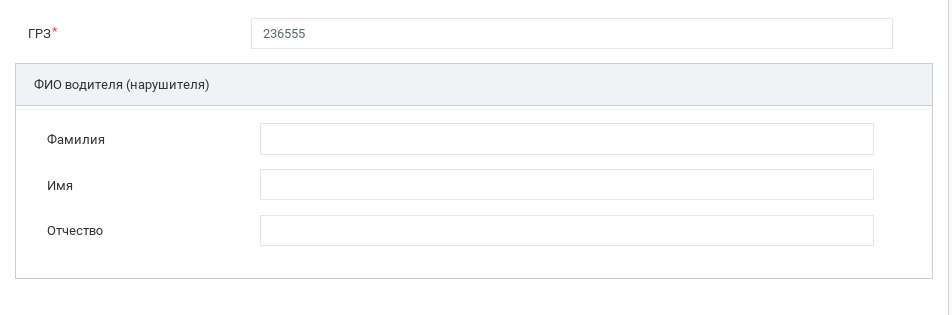 ГРЗ* 236555
ФИО водителя (нарушителя)
Фамилия
Имя
Отчество